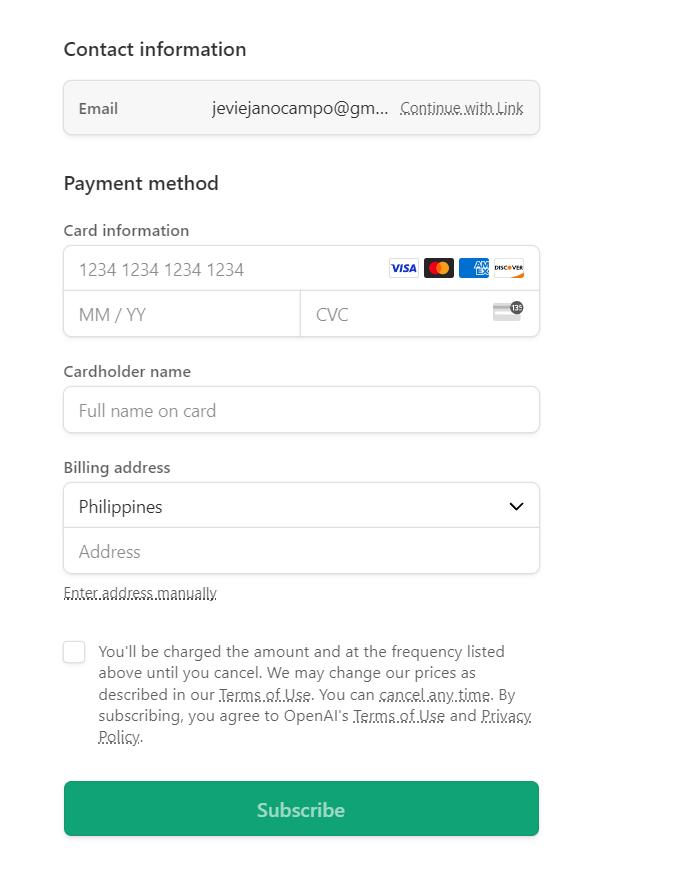 Contact information
Email jeviejanocampo@gm... Continue with Link
Payment method
Card information
1234 1234 1234 1234 VISA AMEX DISCOVER
MM / YY CVC 135
Cardholder name
Full name on card
Billing address
Philippines
Address
Enter address manually
You'll be charged the amount and at the frequency listed
above until you cancel. We may change our prices as
described in our Terms of Use. You can cancel any time. By
subscribing, you agree to OpenAI's Terms of Use and Privacy
Policy.
Subscribe